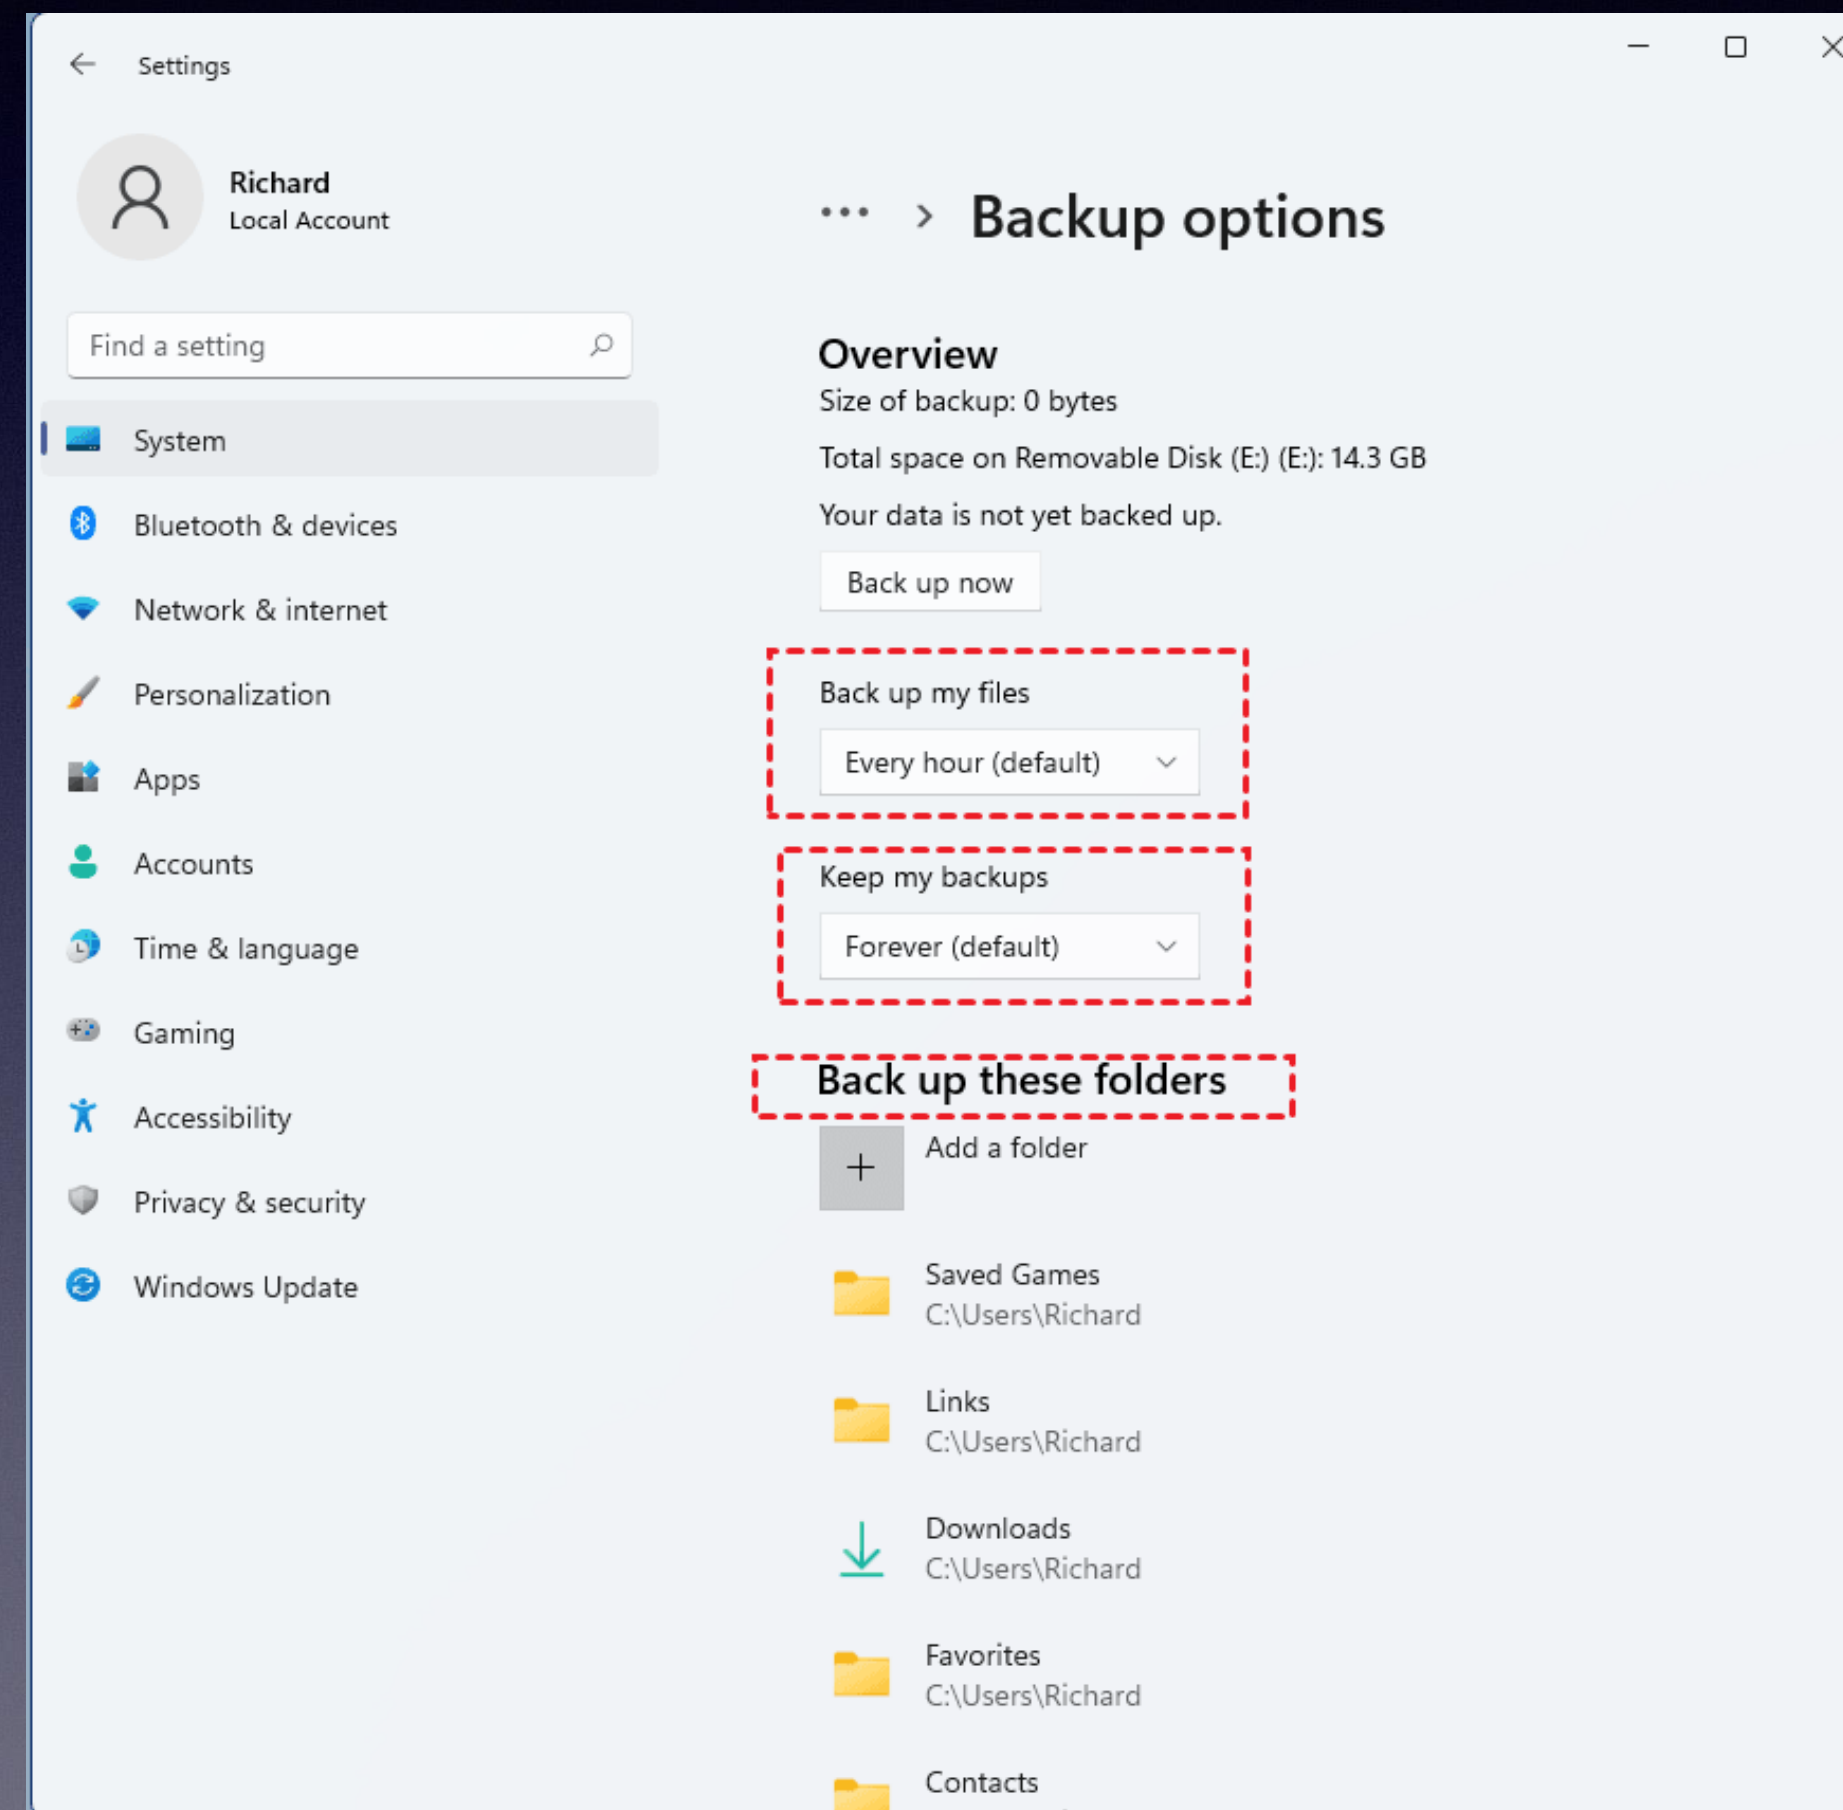 Settings
Richard
Local Account
Find a setting
System
Bluetooth & devices
Network & internet
Personalization
Apps
Accounts
Time & language
Gaming
Accessibility
Privacy & security
Windows Update
... > Backup options
Overview
Size of backup: 0 bytes
Total space on Removable Disk (E:) (E:): 14.3 GB
Your data is not yet backed up.
Back up now
Back up my files
Every hour (default)
Keep my backups
Forever (default)
Back up these folders
+ Add a folder
Saved Games
C:\Users\Richard
Links
C:\Users\Richard
Downloads
C:\Users\Richard
Favorites
C:\Users\Richard
Contacts